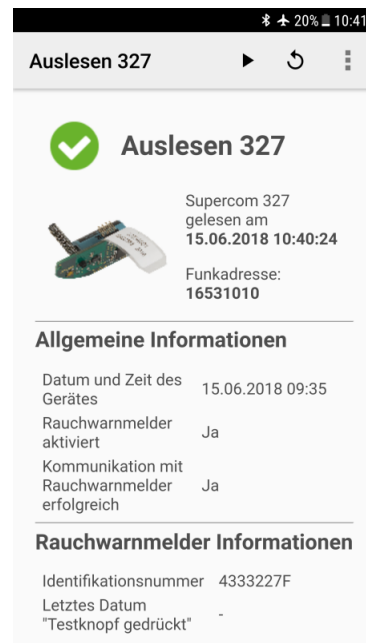 20% 10:41
Auslesen 327
Auslesen 327
Supercom 327
gelesen am
15.06.2018 10:40:24
Funkadresse:
16531010
Allgemeine Informationen
Datum und Zeit des
Gerätes
15.06.2018 09:35
Rauchwarnmelder
aktiviert
Ja
Kommunikation mit
Rauchwarnmelder
erfolgreich
Ja
Rauchwarnmelder Informationen
Identifikationsnummer 4333227F
Letztes Datum
"Testknopf gedrückt"
-